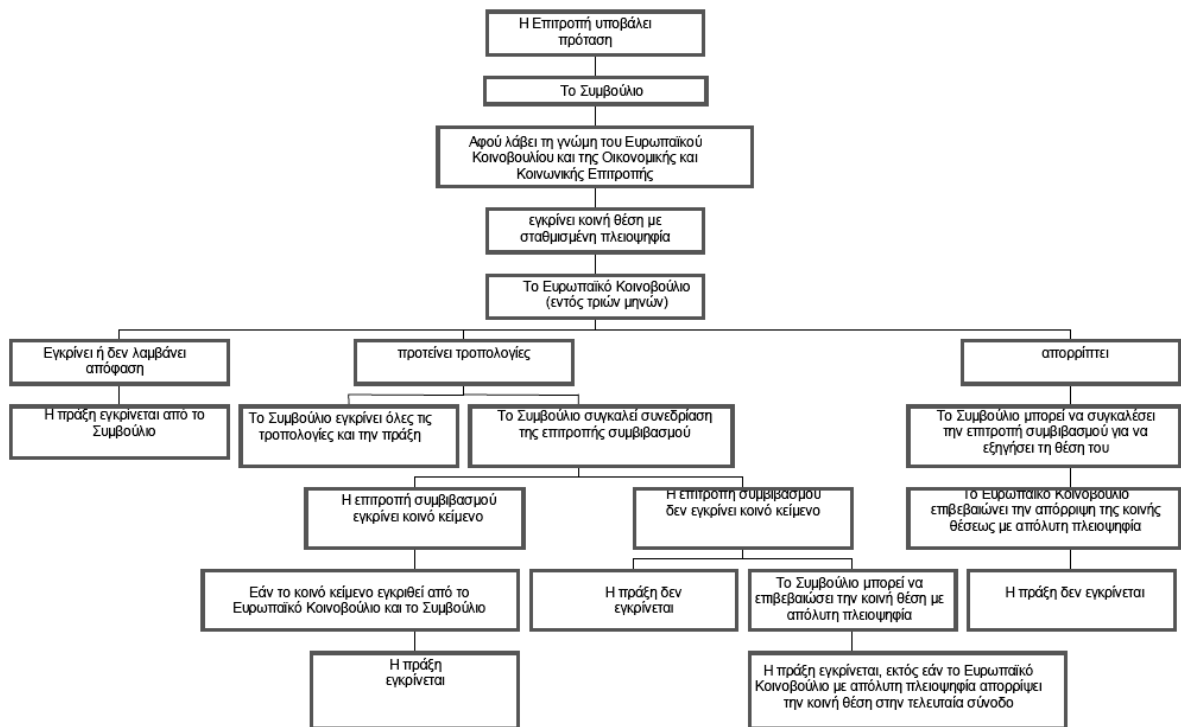 Η Επιτροπή υποβάλει
πρόταση
Το Συμβούλιο
Αφού λάβει τη γνώμη του Ευρωπαϊκού
Κοινοβουλίου και της Οικονομικής και
Κοινωνικής Επιτροπής
εγκρίνει κοινή θέση με
σταθμισμένη πλειοψηφία
Το Ευρωπαϊκό Κοινοβούλιο
(εντός τριών μηνών)
Εγκρίνει ή δεν λαμβάνει
απόφαση
προτείνει τροπολογίες
απορρίπτει
Η πράξη εγκρίνεται από το
Συμβούλιο
Το Συμβούλιο εγκρίνει όλες τις
τροπολογίες και την πράξη
Το Συμβούλιο συγκαλεί συνεδρίαση
της επιτροπής συμβιβασμού
Το Συμβούλιο μπορεί να συγκαλέσει
την επιτροπή συμβιβασμού για να
εξηγήσει τη θέση του
Η επιτροπή συμβιβασμού
εγκρίνει κοινό κείμενο
Η επιτροπή συμβιβασμού
δεν εγκρίνει κοινό κείμενο
Το Ευρωπαϊκό Κοινοβούλιο
επιβεβαιώνει την απόρριψη της κοινής
θέσεως με απόλυτη πλειοψηφία
Εάν το κοινό κείμενο εγκριθεί από το
Ευρωπαϊκό Κοινοβούλιο και το Συμβούλιο
Η πράξη δεν
εγκρίνεται
Το Συμβούλιο μπορεί να
επιβεβαιώσει την κοινή θέση με
απόλυτη πλειοψηφία
Η πράξη δεν εγκρίνεται
Η πράξη
εγκρίνεται
Η πράξη εγκρίνεται, εκτός εάν το Ευρωπαϊκό
Κοινοβούλιο με απόλυτη πλειοψηφία απορρίψει
την κοινή θέση στην τελευταία σύνοδο